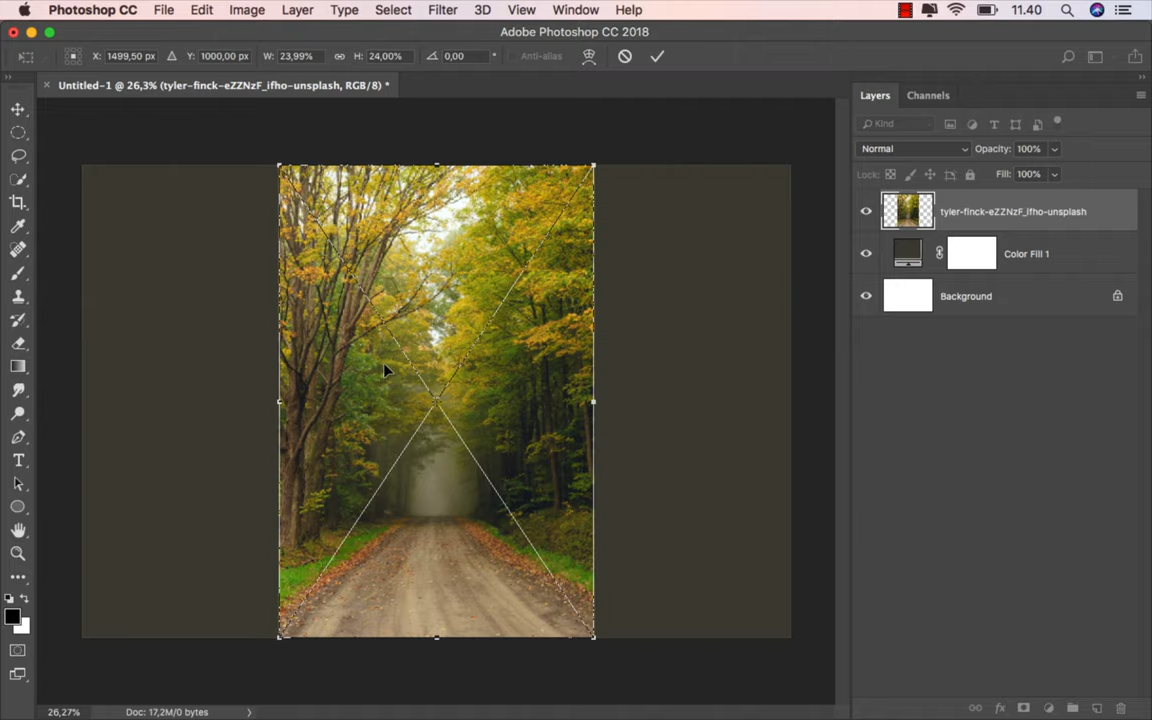 Photoshop CC File Edit Image Layer Type Select Filter 3D View Window Help 11.40
Adobe Photoshop CC 2018
X: 1499,50 px Y: 1000,00 px W: 23,99% H: 24,00% 0,00 ° Anti-alias
Untitled-1 @ 26,3% (tyler-finck-eZZNzF_ifho-unsplash, RGB/8) *
Layers Channels
Kind
Normal Opacity: 100%
Lock: Fill: 100%
tyler-finck-eZZNzF_ifho-unsplash
Color Fill 1
Background
26,27% Doc: 17,2M/0 bytes